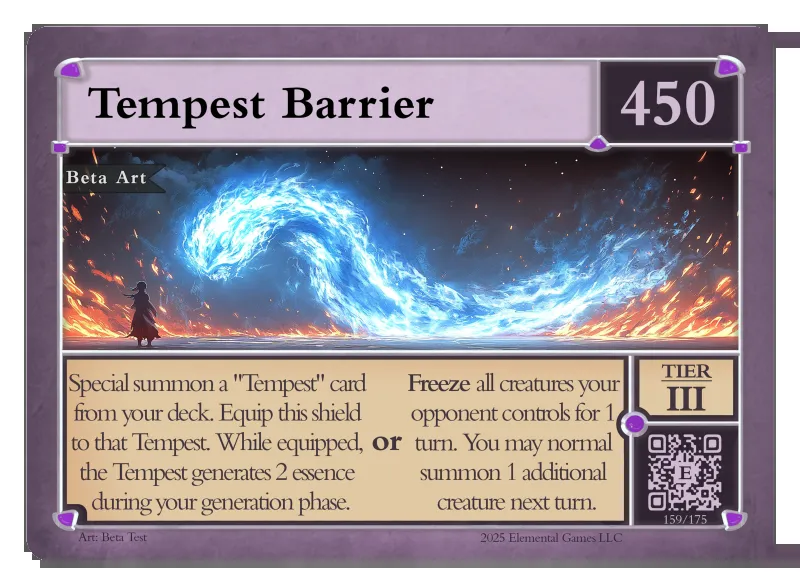 Tempest Barrier
450
Beta Art
Special summon a "Tempest" card
from your deck. Equip this shield
to that Tempest. While equipped,
the Tempest generates 2 essence
during your generation phase.
or
Freeze all creatures your
opponent controls for 1
turn. You may normal
summon 1 additional
creature next turn.
TIER
III
E
159/175
Art: Beta Test
2025 Elemental Games LLC